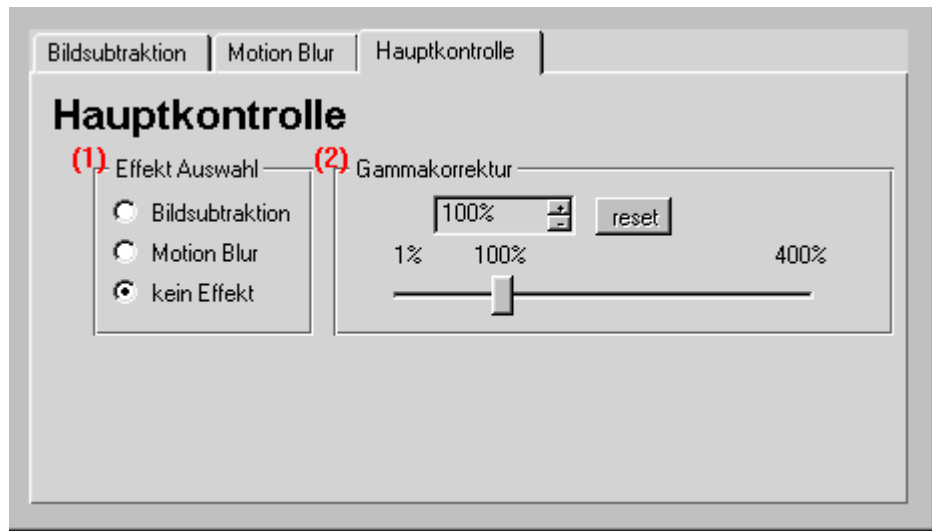 Bildsubtraktion Motion Blur Hauptkontrolle
Hauptkontrolle
(1) Effekt Auswahl (2) Gammakorrektur
Bildsubtraktion 100% + - reset
Motion Blur 1% 100% 400%
kein Effekt